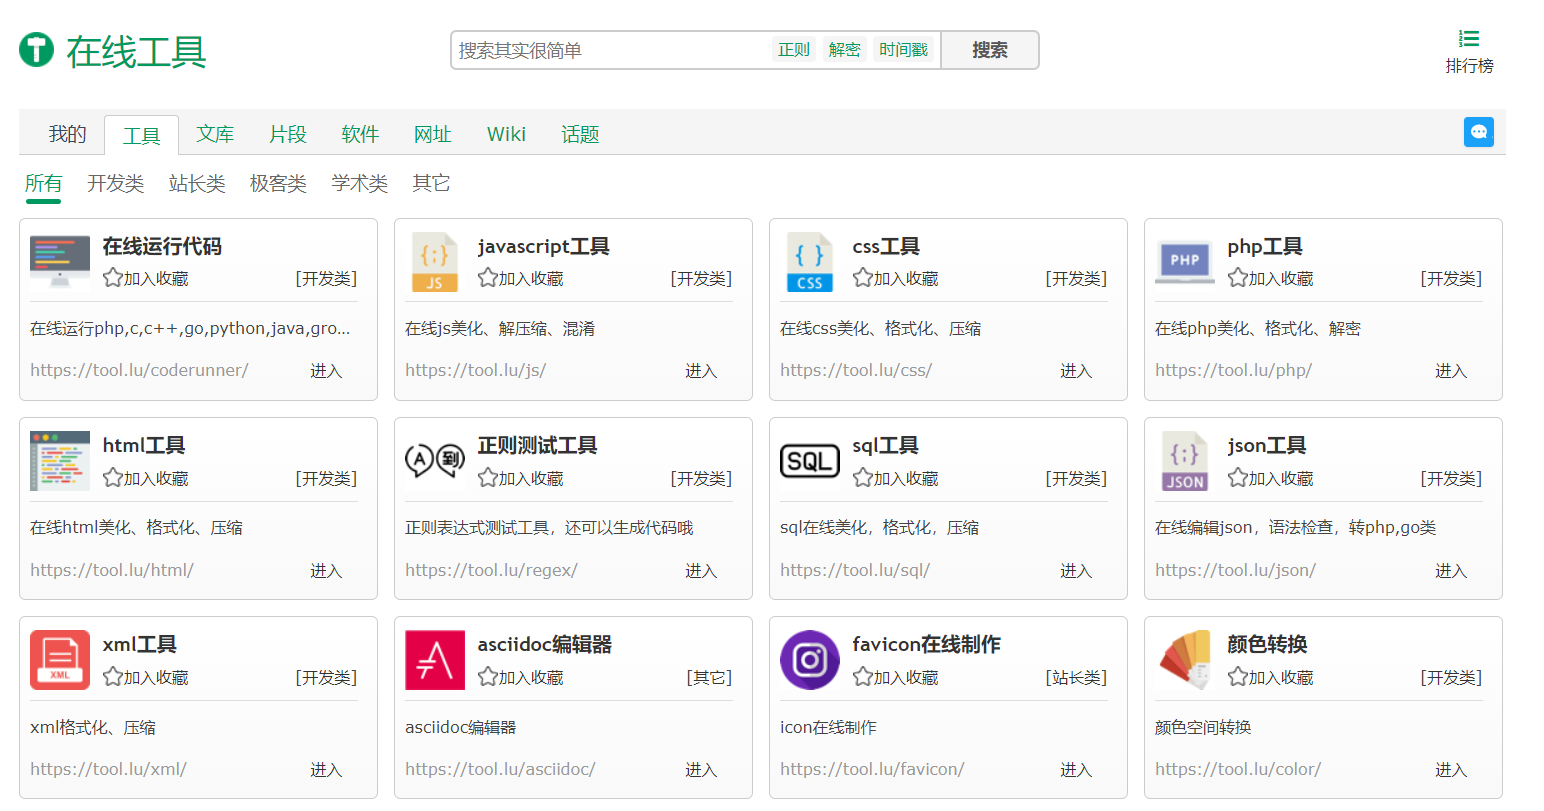 在线工具
搜索其实很简单 正则 解密 时间戳 搜索
排行榜
我的 工具 文库 片段 软件 网址 Wiki 话题
所有 开发类 站长类 极客类 学术类 其它
在线运行代码
加入收藏 [开发类]
在线运行php,c,c++,go,python,java,gro...
https://tool.lu/coderunner/ 进入
JS
javascript工具
加入收藏 [开发类]
在线js美化、解压缩、混淆
https://tool.lu/js/ 进入
CSS
css工具
加入收藏 [开发类]
在线css美化、格式化、压缩
https://tool.lu/css/ 进入
PHP
php工具
加入收藏 [开发类]
在线php美化、格式化、解密
https://tool.lu/php/ 进入
html工具
加入收藏 [开发类]
在线html美化、格式化、压缩
https://tool.lu/html/ 进入
A 到
正则测试工具
加入收藏 [开发类]
正则表达式测试工具，还可以生成代码哦
https://tool.lu/regex/ 进入
SQL
sql工具
加入收藏 [开发类]
sql在线美化，格式化，压缩
https://tool.lu/sql/ 进入
JSON
json工具
加入收藏 [开发类]
在线编辑json，语法检查，转php,go类
https://tool.lu/json/ 进入
XML
xml工具
加入收藏 [开发类]
xml格式化、压缩
https://tool.lu/xml/ 进入
asciidoc编辑器
加入收藏 [其它]
asciidoc编辑器
https://tool.lu/asciidoc/ 进入
favicon在线制作
加入收藏 [站长类]
icon在线制作
https://tool.lu/favicon/ 进入
颜色转换
加入收藏 [开发类]
颜色空间转换
https://tool.lu/color/ 进入